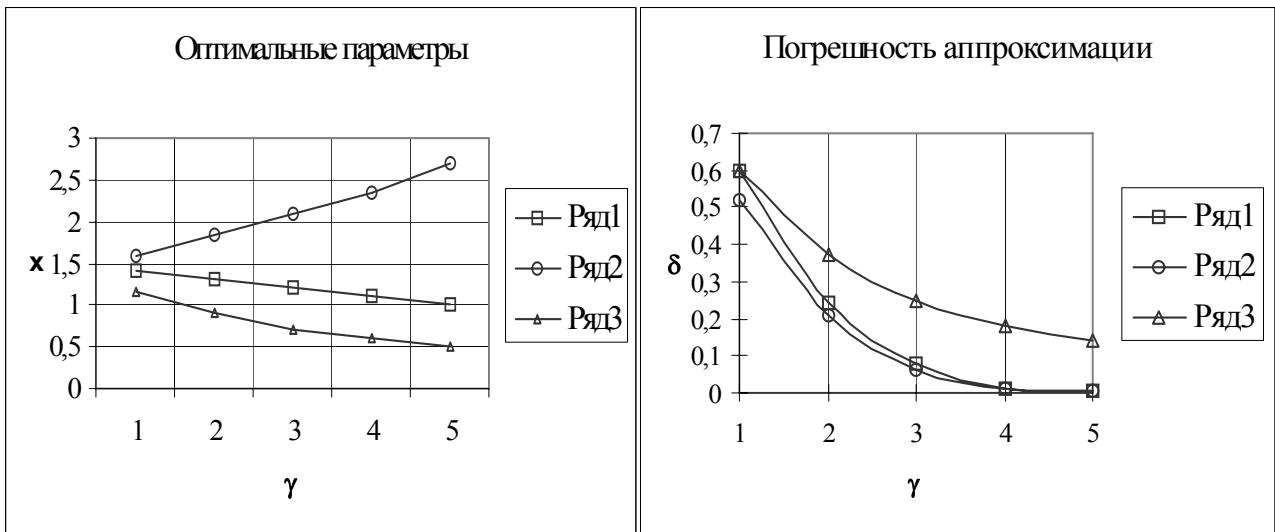 Оптимальные параметры
3
2,5
2
x 1,5
1
0,5
0
1 2 3 4 5
γ
Ряд1
Ряд2
Ряд3
Погрешность аппроксимации
0,7
0,6
0,5
0,4
δ 0,3
0,2
0,1
0
1 2 3 4 5
γ
Ряд1
Ряд2
Ряд3